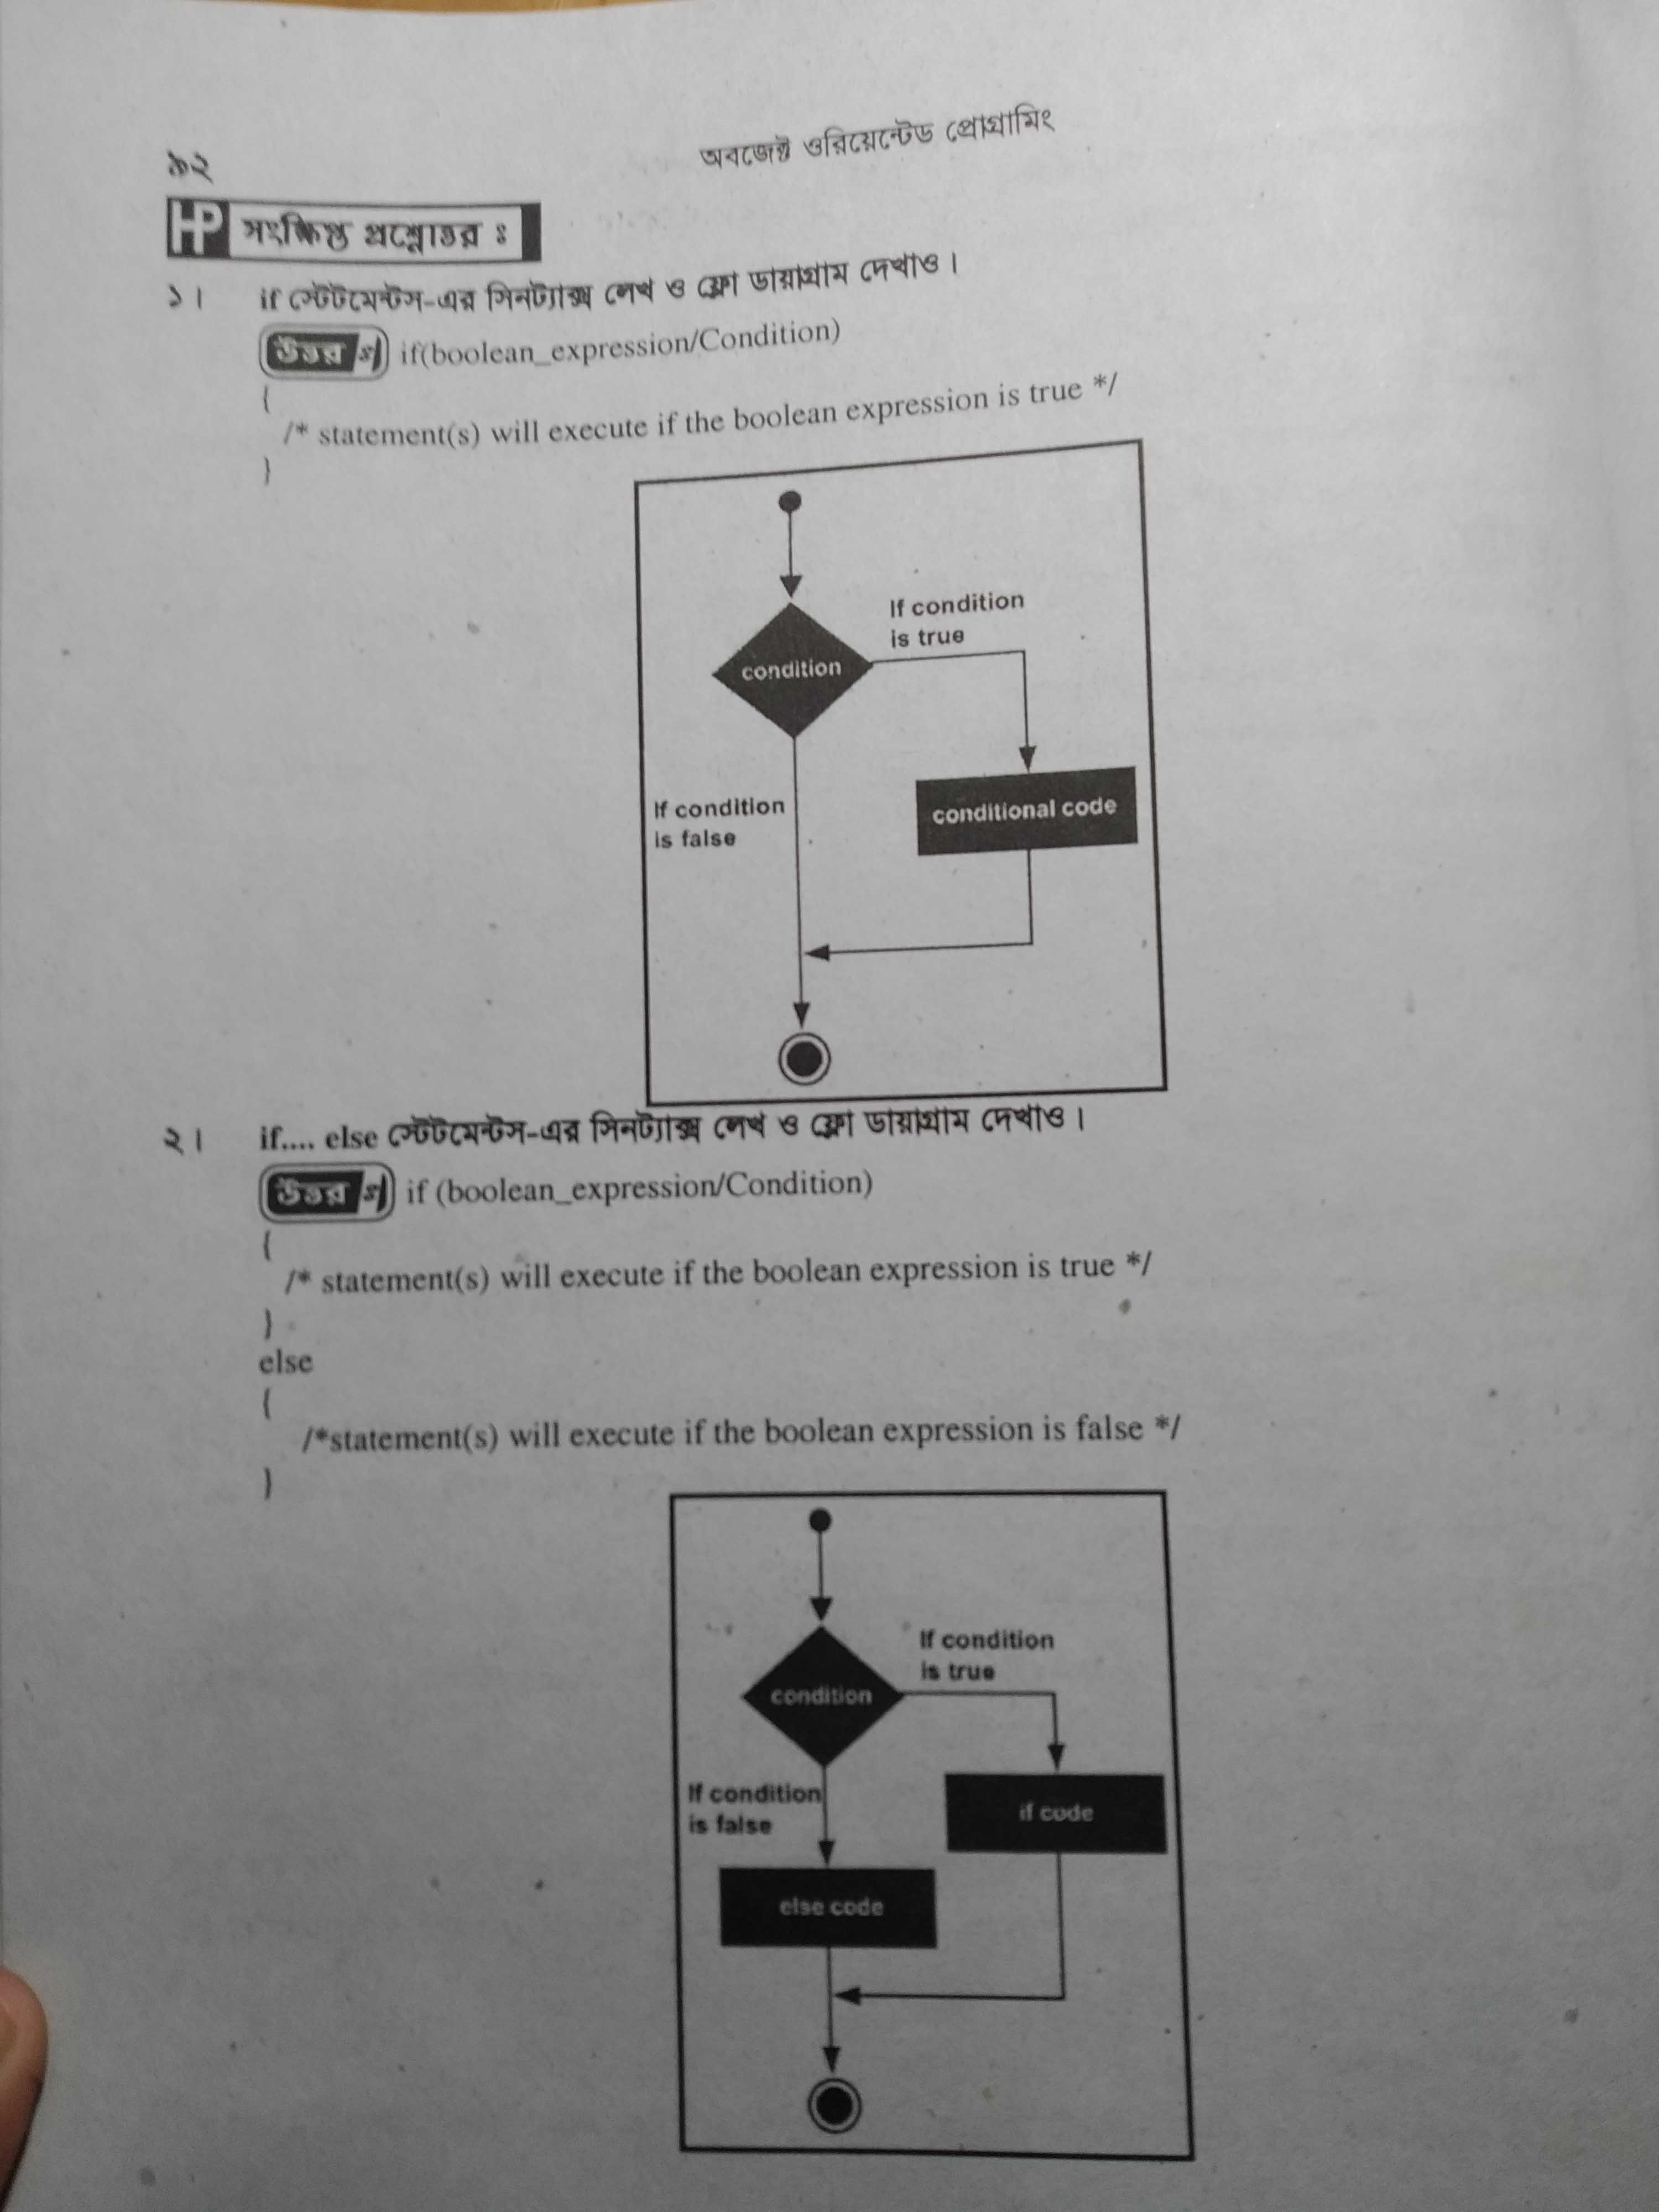 ৯২
অবজেক্ট ওরিয়েন্টেড প্রোগ্রামিং
HP সংক্ষিপ্ত প্রশ্নোত্তর ঃ
১। if স্টেটমেন্টস-এর সিনট্যাক্স লেখ ও ফ্লো ডায়াগ্রাম দেখাও।
উত্তর ঃ if(boolean_expression/Condition)
{
/* statement(s) will execute if the boolean expression is true */
}
If condition
is true
condition
If condition
is false
conditional code
২। if.... else স্টেটমেন্টস-এর সিনট্যাক্স লেখ ও ফ্লো ডায়াগ্রাম দেখাও।
উত্তর ঃ if (boolean_expression/Condition)
{
/* statement(s) will execute if the boolean expression is true */
}
else
{
/*statement(s) will execute if the boolean expression is false */
}
If condition
is true
condition
If condition
is false
if code
else code